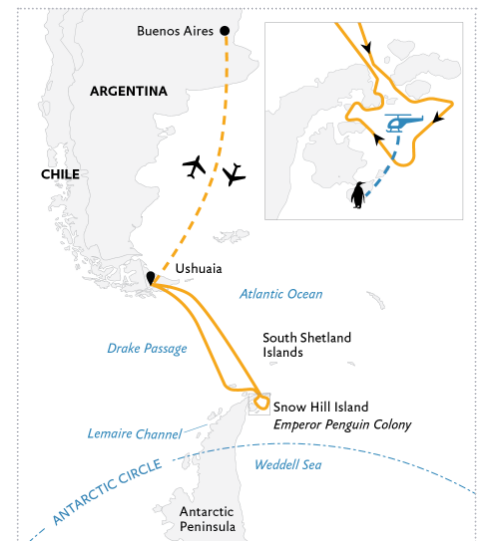 Buenos Aires
ARGENTINA
CHILE
Ushuaia
Atlantic Ocean
Drake Passage
South Shetland
Islands
Snow Hill Island
Emperor Penguin Colony
Lemaire Channel
Weddell Sea
ANTARCTIC CIRCLE
Antarctic
Peninsula